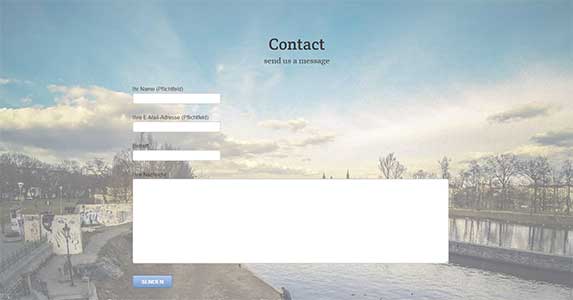 Contact
send us a message
Ihr Name (Pflichtfeld)
Ihre E-Mail-Adresse (Pflichtfeld)
Betreff
Ihre Nachricht
SENDEN